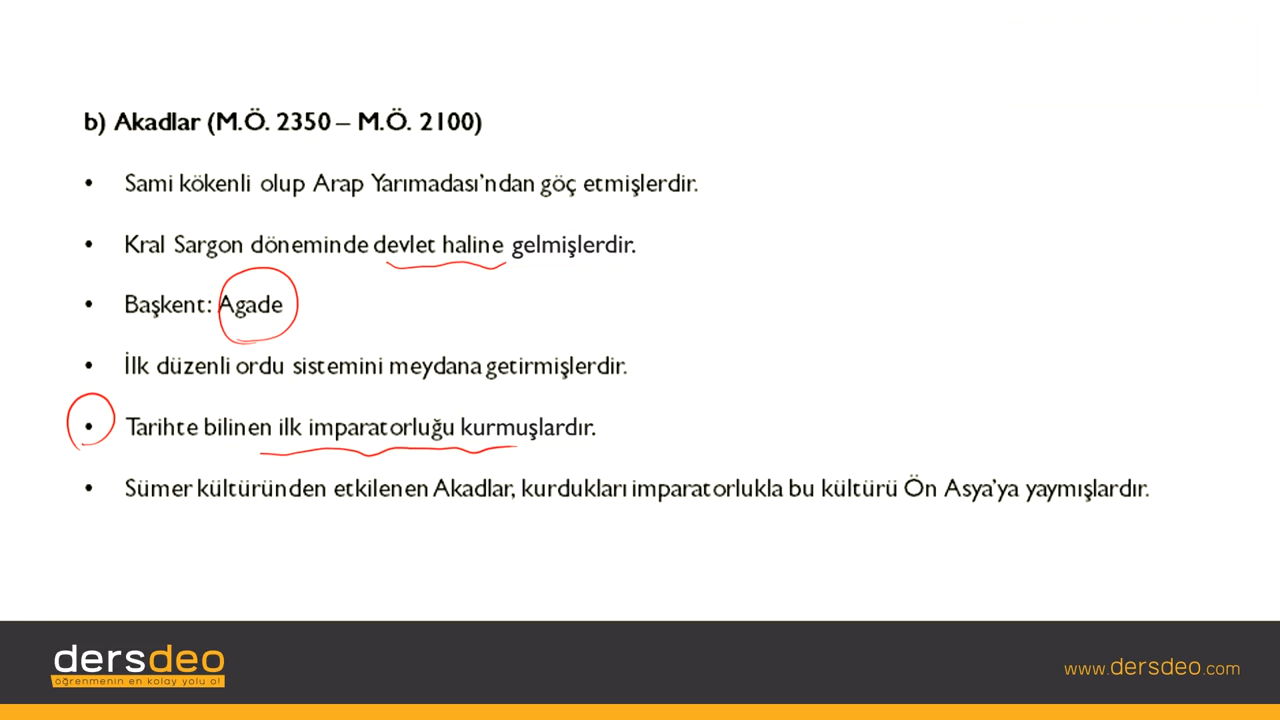 b) Akadlar (M.Ö. 2350 – M.Ö. 2100)
• Sami kökenli olup Arap Yarımadası’ndan göç etmişlerdir.
• Kral Sargon döneminde devlet haline gelmişlerdir.
• Başkent: Agade
• İlk düzenli ordu sistemini meydana getirmişlerdir.
• Tarihte bilinen ilk imparatorluğu kurmuşlardır.
• Sümer kültüründen etkilenen Akadlar, kurdukları imparatorlukla bu kültürü Ön Asya’ya yaymışlardır.
dersdeo
öğrenmenin en kolay yolu o!
www.dersdeo.com